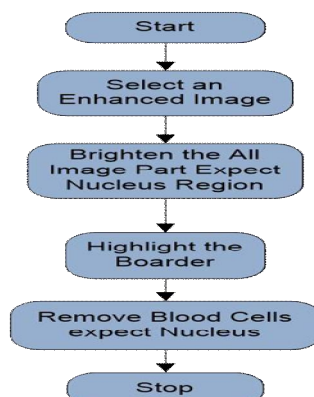 Start
Select an
Enhanced Image
Brighten the All
Image Part Expect
Nucleus Region
Highlight the
Boarder
Remove Blood Cells
expect Nucleus
Stop